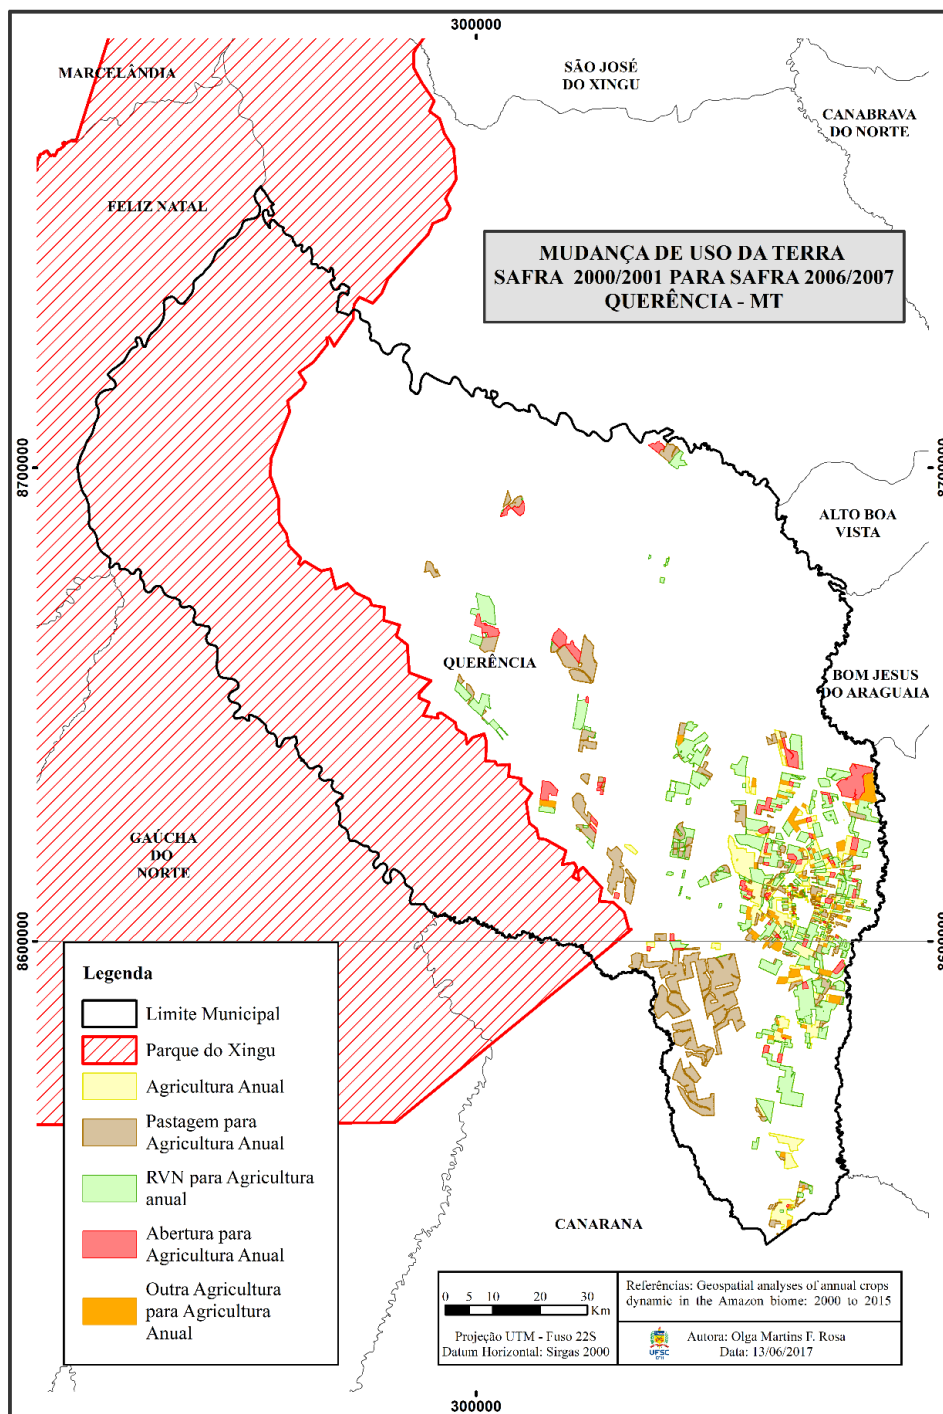 300000
MARCELÂNDIA
SÃO JOSÉ
DO XINGU
CANABRAVA
DO NORTE
FELIZ NATAL
MUDANÇA DE USO DA TERRA
SAFRA 2000/2001 PARA SAFRA 2006/2007
QUERÊNCIA - MT
8700000
8700000
ALTO BOA
VISTA
QUERÊNCIA
BOM JESUS
DO ARAGUAIA
GAÚCHA
DO
NORTE
8600000
8600000
Legenda
Limite Municipal
Parque do Xingu
Agricultura Anual
Pastagem para
Agricultura Anual
RVN para Agricultura
anual
Abertura para
Agricultura Anual
Outra Agricultura
para Agricultura
Anual
CANARANA
0 5 10 20 30
Km
Projeção UTM - Fuso 22S
Datum Horizontal: Sirgas 2000
Referências: Geospatial analyses of annual crops
dynamic in the Amazon biome: 2000 to 2015
UFSC
Autora: Olga Martins F. Rosa
Data: 13/06/2017
300000